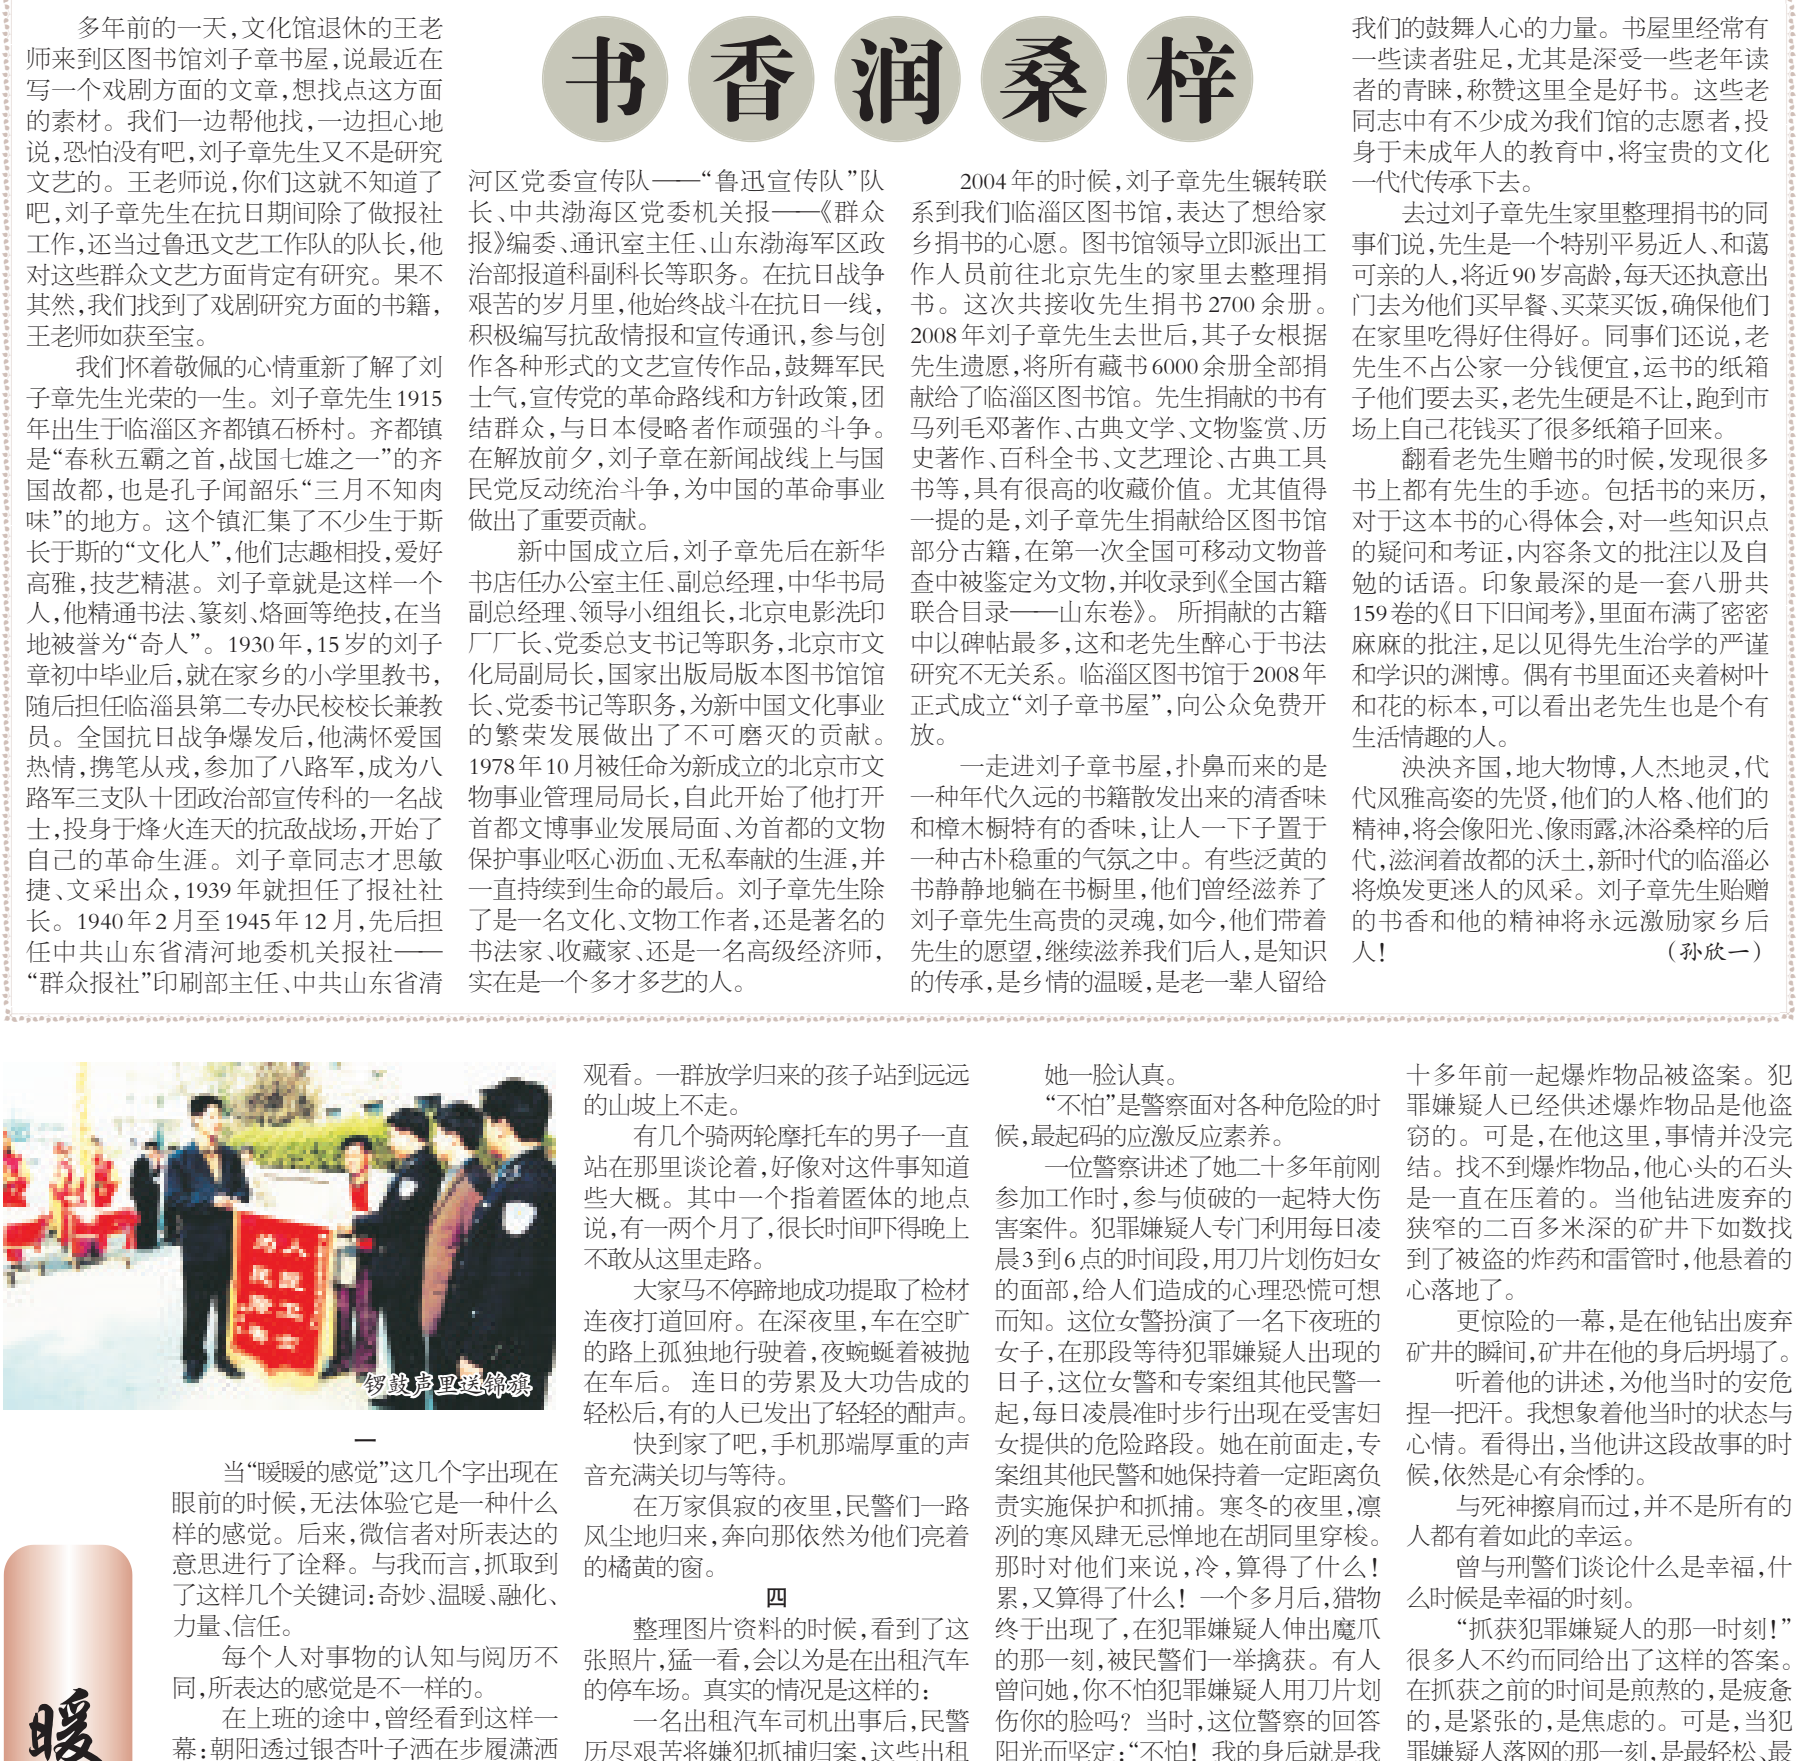 书香润桑梓
多年前的一天,文化馆退休的王老
师来到区图书馆刘子章书屋,说最近在
写一个戏剧方面的文章,想找点这方面
的素材。我们一边帮他找,一边担心地
说,恐怕没有吧,刘子章先生又不是研究
文艺的。王老师说,你们这就不知道了
吧,刘子章先生在抗日期间除了做报社
工作,还当过鲁迅文艺工作队的队长,他
对这些群众文艺方面肯定有研究。果不
其然,我们找到了戏剧研究方面的书籍,
王老师如获至宝。
我们怀着敬佩的心情重新了解了刘
子章先生光荣的一生。刘子章先生1915
年出生于临淄区齐都镇石桥村。齐都镇
是“春秋五霸之首,战国七雄之一”的齐
国故都,也是孔子闻韶乐“三月不知肉
味”的地方。这个镇汇集了不少生于斯
长于斯的“文化人”,他们志趣相投,爱好
高雅,技艺精湛。刘子章就是这样一个
人,他精通书法、篆刻、烙画等绝技,在当
地被誉为“奇人”。1930年,15岁的刘子
章初中毕业后,就在家乡的小学里教书,
随后担任临淄县第二专办民校校长兼教
员。全国抗日战争爆发后,他满怀爱国
热情,携笔从戎,参加了八路军,成为八
路军三支队十团政治部宣传科的一名战
士,投身于烽火连天的抗敌战场,开始了
自己的革命生涯。刘子章同志才思敏
捷、文采出众,1939年就担任了报社社
长。1940年2月至1945年12月,先后担
任中共山东省清河地委机关报社——
“群众报社”印刷部主任、中共山东省清
河区党委宣传队——“鲁迅宣传队”队
长、中共渤海区党委机关报——《群众
报》编委、通讯室主任、山东渤海军区政
治部报道科副科长等职务。在抗日战争
艰苦的岁月里,他始终战斗在抗日一线,
积极编写抗敌情报和宣传通讯,参与创
作各种形式的文艺宣传作品,鼓舞军民
士气,宣传党的革命路线和方针政策,团
结群众,与日本侵略者作顽强的斗争。
在解放前夕,刘子章在新闻战线上与国
民党反动统治斗争,为中国的革命事业
做出了重要贡献。
新中国成立后,刘子章先后在新华
书店任办公室主任、副总经理,中华书局
副总经理、领导小组组长,北京电影洗印
厂厂长、党委总支书记等职务,北京市文
化局副局长,国家出版局版本图书馆馆
长、党委书记等职务,为新中国文化事业
的繁荣发展做出了不可磨灭的贡献。
1978年10月被任命为新成立的北京市文
物事业管理局局长,自此开始了他打开
首都文博事业发展局面、为首都的文物
保护事业呕心沥血、无私奉献的生涯,并
一直持续到生命的最后。刘子章先生除
了是一名文化、文物工作者,还是著名的
书法家、收藏家、还是一名高级经济师,
实在是一个多才多艺的人。
2004年的时候,刘子章先生辗转联
系到我们临淄区图书馆,表达了想给家
乡捐书的心愿。图书馆领导立即派出工
作人员前往北京先生的家里去整理捐
书。这次共接收先生捐书2700余册。
2008年刘子章先生去世后,其子女根据
先生遗愿,将所有藏书6000余册全部捐
献给了临淄区图书馆。先生捐献的书有
马列毛邓著作、古典文学、文物鉴赏、历
史著作、百科全书、文艺理论、古典工具
书等,具有很高的收藏价值。尤其值得
一提的是,刘子章先生捐献给区图书馆
部分古籍,在第一次全国可移动文物普
查中被鉴定为文物,并收录到《全国古籍
联合目录——山东卷》。所捐献的古籍
中以碑帖最多,这和老先生醉心于书法
研究不无关系。临淄区图书馆于2008年
正式成立“刘子章书屋”,向公众免费开
放。
一走进刘子章书屋,扑鼻而来的是
一种年代久远的书籍散发出来的清香味
和樟木橱特有的香味,让人一下子置于
一种古朴稳重的气氛之中。有些泛黄的
书静静地躺在书橱里,他们曾经滋养了
刘子章先生高贵的灵魂,如今,他们带着
先生的愿望,继续滋养我们后人,是知识
的传承,是乡情的温暖,是老一辈人留给
我们的鼓舞人心的力量。书屋里经常有
一些读者驻足,尤其是深受一些老年读
者的青睐,称赞这里全是好书。这些老
同志中有不少成为我们馆的志愿者,投
身于未成年人的教育中,将宝贵的文化
一代代传承下去。
去过刘子章先生家里整理捐书的同
事们说,先生是一个特别平易近人、和蔼
可亲的人,将近90岁高龄,每天还执意出
门去为他们买早餐、买菜买饭,确保他们
在家里吃得好住得好。同事们还说,老
先生不占公家一分钱便宜,运书的纸箱
子他们要去买,老先生硬是不让,跑到市
场上自己花钱买了很多纸箱子回来。
翻看老先生赠书的时候,发现很多
书上都有先生的手迹。包括书的来历,
对于这本书的心得体会,对一些知识点
的疑问和考证,内容条文的批注以及自
勉的话语。印象最深的是一套八册共
159卷的《日下旧闻考》,里面布满了密密
麻麻的批注,足以见得先生治学的严谨
和学识的渊博。偶有书里面还夹着树叶
和花的标本,可以看出老先生也是个有
生活情趣的人。
泱泱齐国,地大物博,人杰地灵,代
代风雅高姿的先贤,他们的人格、他们的
精神,将会像阳光、像雨露,沐浴桑梓的后
代,滋润着故都的沃土,新时代的临淄必
将焕发更迷人的风采。刘子章先生贻赠
的书香和他的精神将永远激励家乡后
人! (孙欣一)
人民卫士
为民除害
锣鼓声里送锦旗
暖
一
当“暖暖的感觉”这几个字出现在
眼前的时候,无法体验它是一种什么
样的感觉。后来,微信者对所表达的
意思进行了诠释。与我而言,抓取到
了这样几个关键词:奇妙、温暖、融化、
力量、信任。
每个人对事物的认知与阅历不
同,所表达的感觉是不一样的。
在上班的途中,曾经看到这样一
幕:朝阳透过银杏叶子洒在步履潇洒
观看。一群放学归来的孩子站到远远
的山坡上不走。
有几个骑两轮摩托车的男子一直
站在那里谈论着,好像对这件事知道
些大概。其中一个指着匿体的地点
说,有一两个月了,很长时间吓得晚上
不敢从这里走路。
大家马不停蹄地成功提取了检材
连夜打道回府。在深夜里,车在空旷
的路上孤独地行驶着,夜蜿蜒着被抛
在车后。连日的劳累及大功告成的
轻松后,有的人已发出了轻轻的酣声。
快到家了吧,手机那端厚重的声
音充满关切与等待。
在万家俱寂的夜里,民警们一路
风尘地归来,奔向那依然为他们亮着
的橘黄的窗。
四
整理图片资料的时候,看到了这
张照片,猛一看,会以为是在出租汽车
的停车场。真实的情况是这样的:
一名出租汽车司机出事后,民警
历尽艰苦将嫌犯抓捕归案,这些出租
她一脸认真。
“不怕”是警察面对各种危险的时
候,最起码的应激反应素养。
一位警察讲述了她二十多年前刚
参加工作时,参与侦破的一起特大伤
害案件。犯罪嫌疑人专门利用每日凌
晨3到6点的时间段,用刀片划伤妇女
的面部,给人们造成的心理恐慌可想
而知。这位女警扮演了一名下夜班的
女子,在那段等待犯罪嫌疑人出现的
日子,这位女警和专案组其他民警一
起,每日凌晨准时步行出现在受害妇
女提供的危险路段。她在前面走,专
案组其他民警和她保持着一定距离负
责实施保护和抓捕。寒冬的夜里,凛
冽的寒风肆无忌惮地在胡同里穿梭。
那时对他们来说,冷,算得了什么!
累,又算得了什么!一个多月后,猎物
终于出现了,在犯罪嫌疑人伸出魔爪
的那一刻,被民警们一举擒获。有人
曾问她,你不怕犯罪嫌疑人用刀片划
伤你的脸吗?当时,这位警察的回答
阳光而坚定:“不怕!我的身后就是我
十多年前一起爆炸物品被盗案。犯
罪嫌疑人已经供述爆炸物品是他盗
窃的。可是,在他这里,事情并没完
结。找不到爆炸物品,他心头的石头
是一直在压着的。当他钻进废弃的
狭窄的二百多米深的矿井下如数找
到了被盗的炸药和雷管时,他悬着的
心落地了。
更惊险的一幕,是在他钻出废弃
矿井的瞬间,矿井在他的身后坍塌了。
听着他的讲述,为他当时的安危
捏一把汗。我想象着他当时的状态与
心情。看得出,当他讲这段故事的时
候,依然是心有余悸的。
与死神擦肩而过,并不是所有的
人都有着如此的幸运。
曾与刑警们谈论什么是幸福,什
么时候是幸福的时刻。
“抓获犯罪嫌疑人的那一时刻!”
很多人不约而同给出了这样的答案。
在抓获之前的时间是煎熬的,是疲惫
的,是紧张的,是焦虑的。可是,当犯
罪嫌疑人落网的那一刻,是最轻松、最